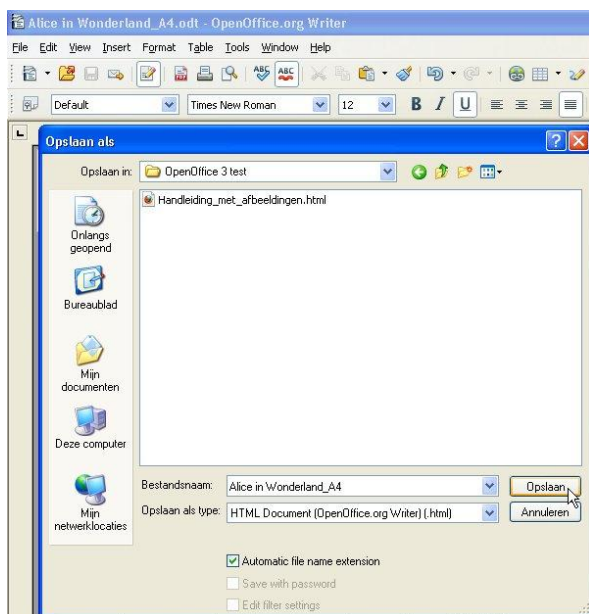 Alice in Wonderland_A4.odt - OpenOffice.org Writer
File Edit View Insert Format Table Tools Window Help
ABC ABC
Default Times New Roman 12 B I U
L
Opslaan als ?
Opslaan in: OpenOffice 3 test
Handleiding_met_afbeeldingen.html
Onlangs
geopend
Bureaublad
Mijn
documenten
Deze computer
Mijn
netwerklocaties
Bestandsnaam: Alice in Wonderland_A4 Opslaan
Opslaan als type: HTML Document (OpenOffice.org Writer) (.html) Annuleren
Automatic file name extension
Save with password
Edit filter settings